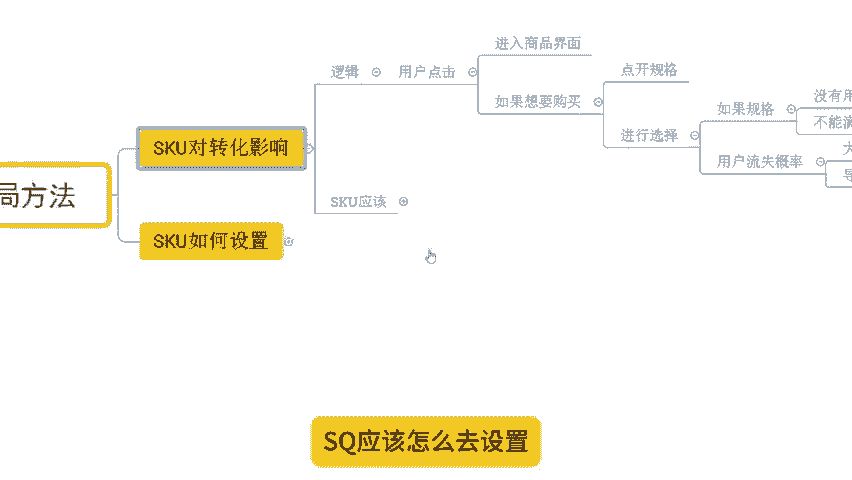 局方法
SKU对转化影响
逻辑
用户点击
进入商品界面
如果想要购买
点开规格
进行选择
如果规格
没有用
不能满
用户流失概率
大
导
SKU应该
SKU如何设置
SQ应该怎么去设置